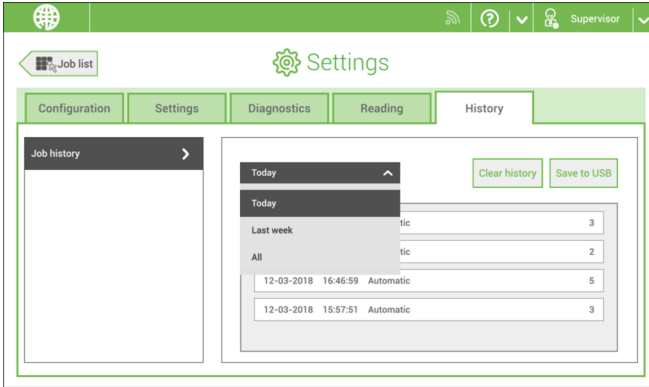 Supervisor
Job list
Settings
Configuration
Settings
Diagnostics
Reading
History
Job history
Today
Clear history
Save to USB
Today
Last week
All
tic 3
tic 2
12-03-2018 16:46:59 Automatic 5
12-03-2018 15:57:51 Automatic 3